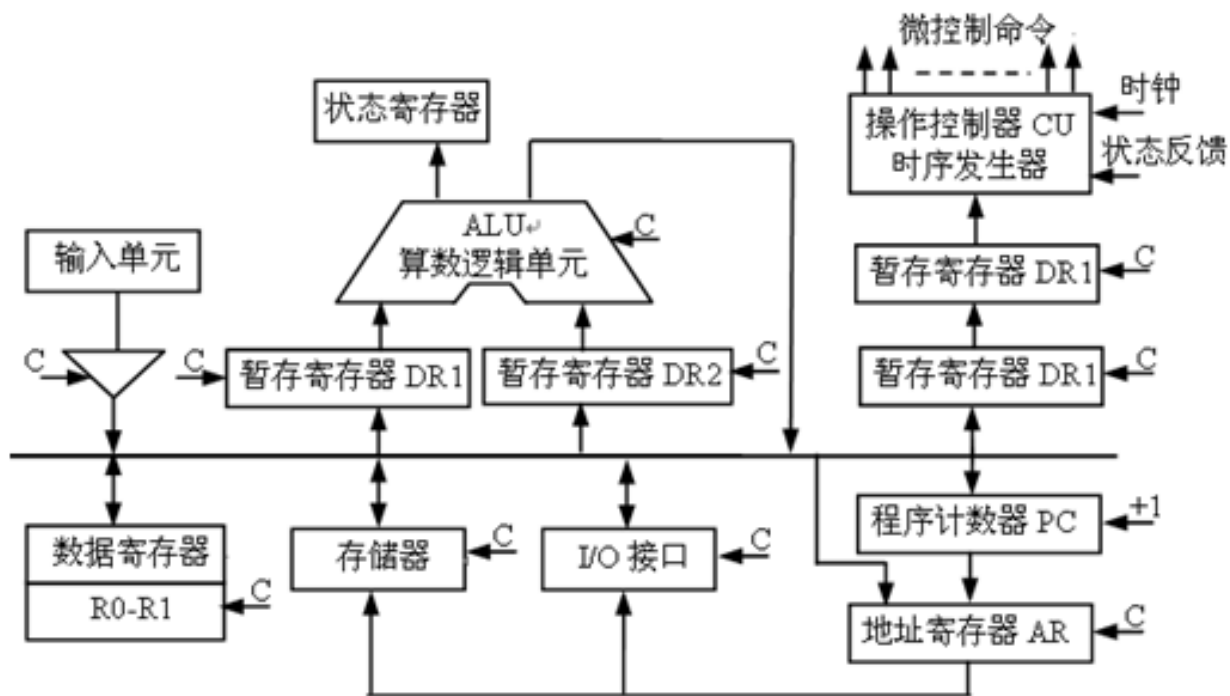 微控制命令
状态寄存器
时钟
操作控制器 CU
时序发生器
状态反馈
ALU
算数逻辑单元
C
输入单元
暂存寄存器 DR1
C
C
C
暂存寄存器 DR1
暂存寄存器 DR2
C
暂存寄存器 DR1
C
数据寄存器
R0-R1
C
存储器
C
I/O 接口
C
程序计数器 PC
+1
地址寄存器 AR
C